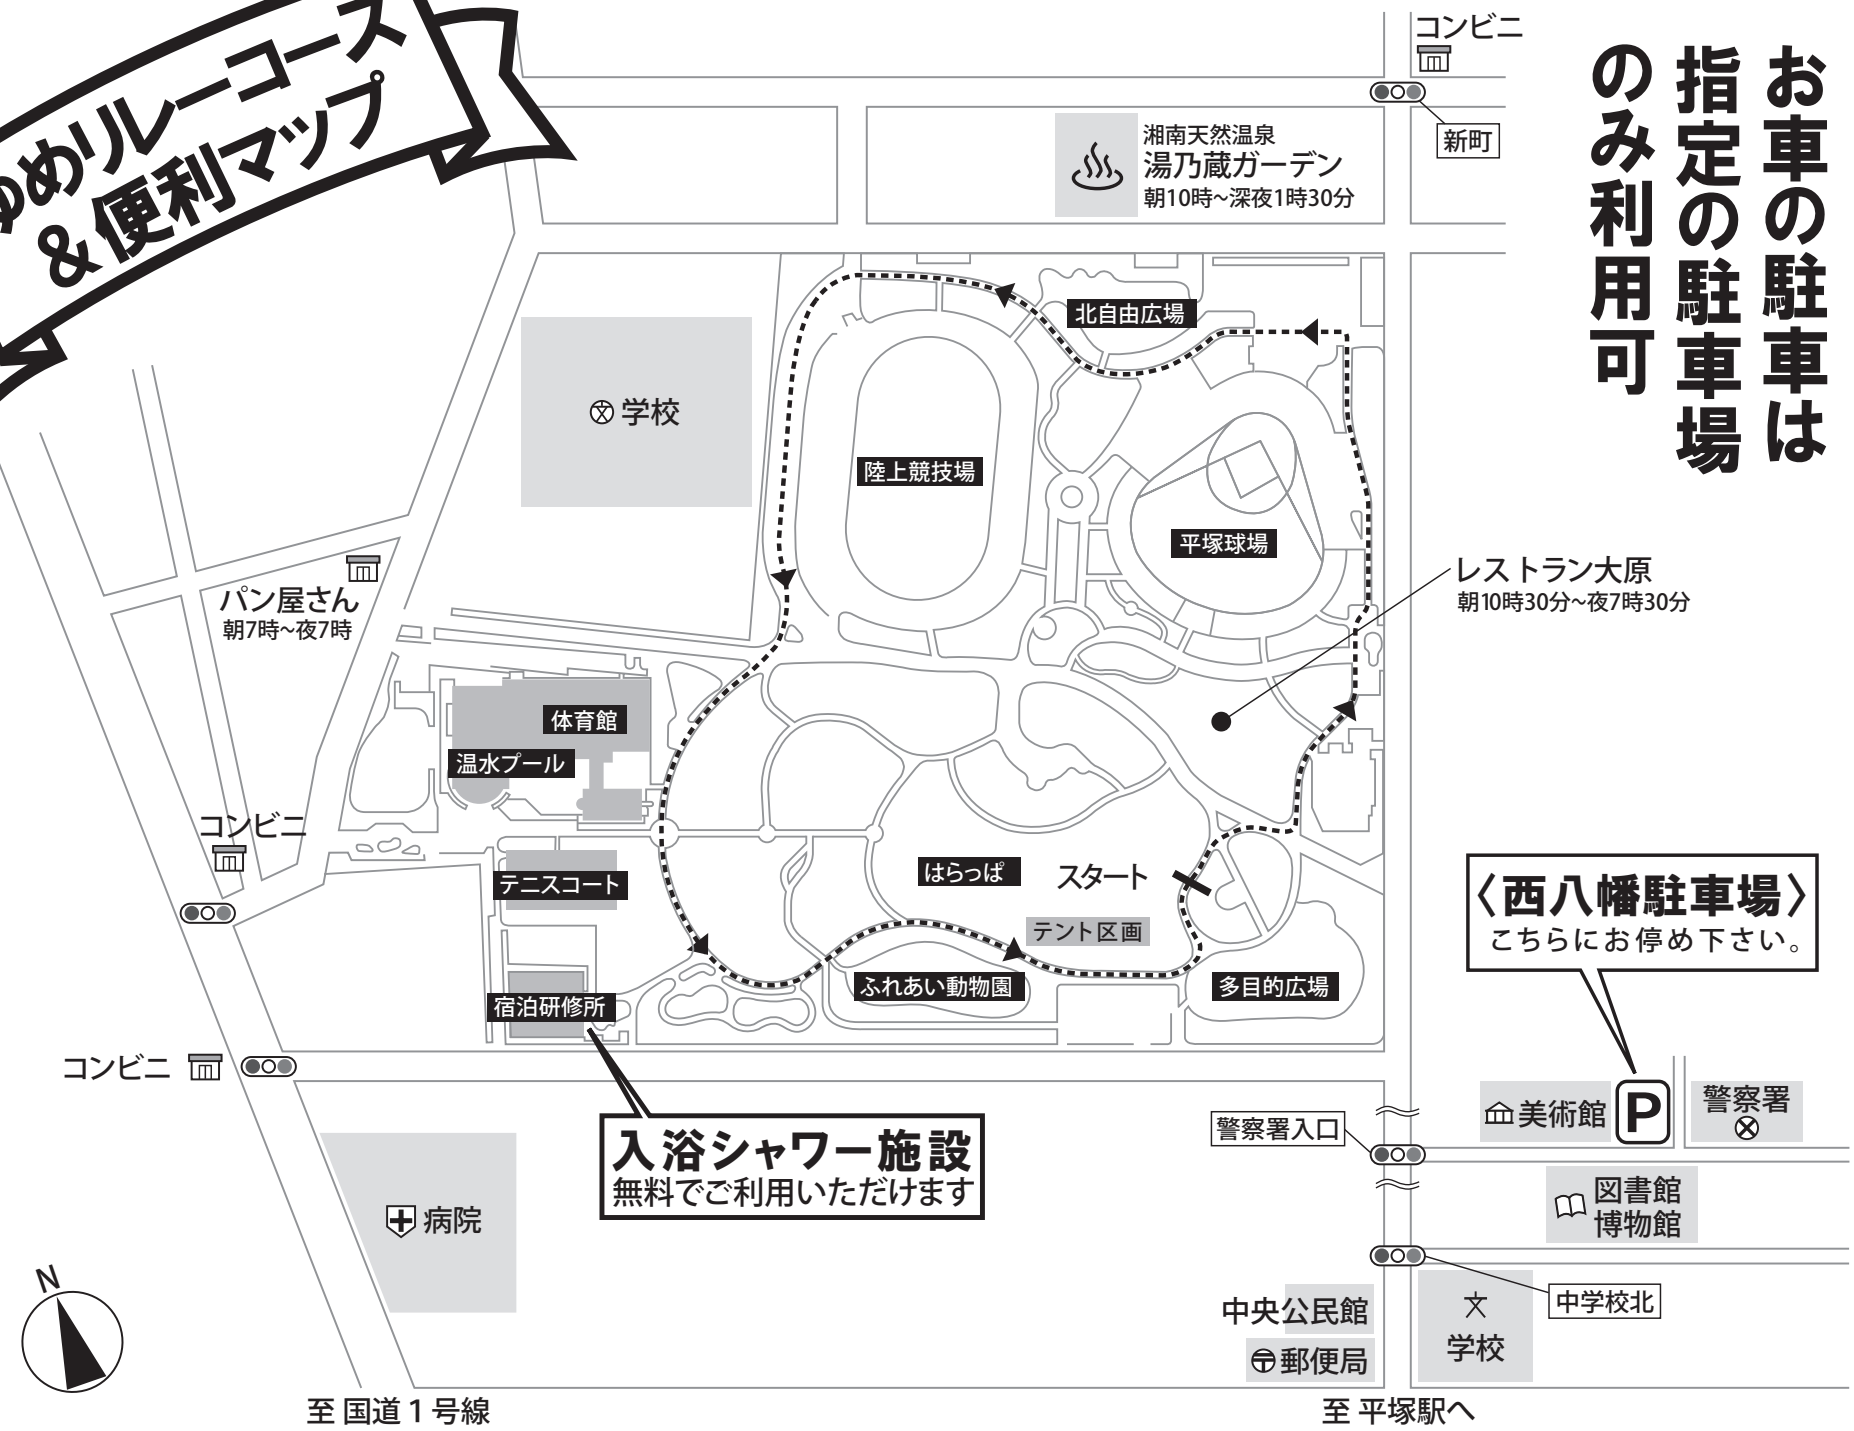 ゆめリレーコース
&便利マップ
コンビニ
新町
お車の駐車は
指定の駐車場
のみ利用可
湘南天然温泉
湯乃蔵ガーデン
朝10時~深夜1時30分
北自由広場
文
学校
陸上競技場
平塚球場
レストラン大原
朝10時30分~夜7時30分
パン屋さん
朝7時~夜7時
体育館
温水プール
コンビニ
テニスコート
はらっぱ
スタート
テント区画
ふれあい動物園
多目的広場
宿泊研修所
〈西八幡駐車場〉
こちらにお停め下さい。
コンビニ
入浴シャワー施設
無料でご利用いただけます
美術館
P
警察署
警察署入口
図書館
博物館
病院
中学校北
中央公民館
〒郵便局
文
学校
N
至 国道1号線
至 平塚駅へ